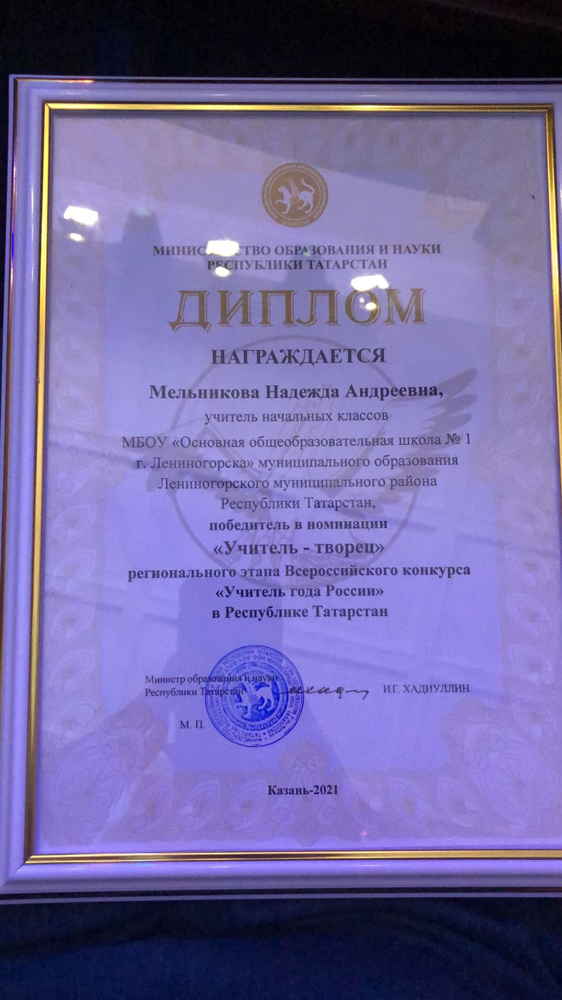 ТАТАРСТАН
МИНИСТЕРСТВО ОБРАЗОВАНИЯ И НАУКИ
РЕСПУБЛИКИ ТАТАРСТАН
ДИПЛОМ
НАГРАЖДАЕТСЯ
Мельникова Надежда Андреевна,
учитель начальных классов
МБОУ «Основная общеобразовательная школа № 1
г. Лениногорска» муниципального образования
Лениногорского муниципального района
Республики Татарстан,
победитель в номинации
«Учитель - творец»
регионального этапа Всероссийского конкурса
«Учитель года России»
в Республике Татарстан
Министр образования и науки
Республики Татарстан И.Г. ХАДИУЛЛИН
М. П.
Казань-2021